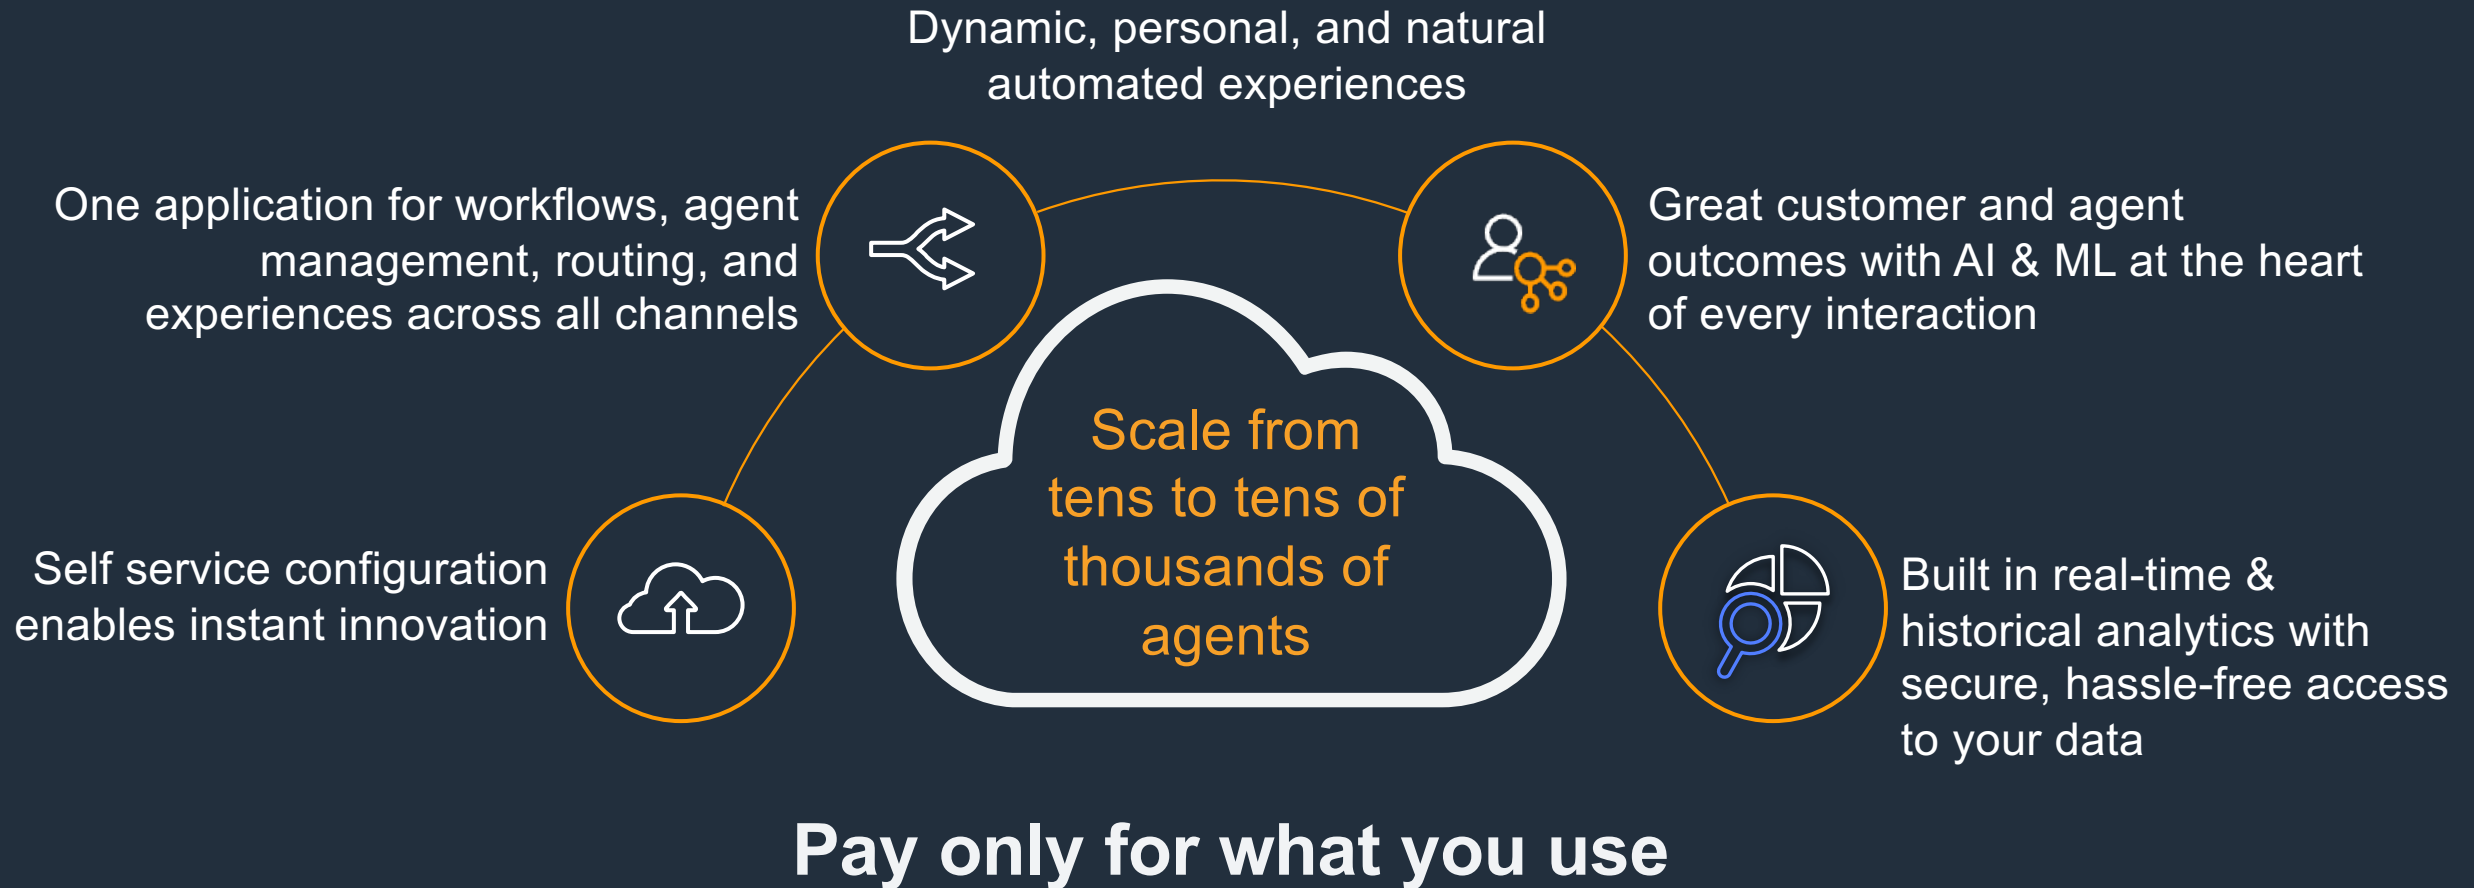 Dynamic, personal, and natural
automated experiences
One application for workflows, agent
management, routing, and
experiences across all channels
Great customer and agent
outcomes with AI & ML at the heart
of every interaction
Scale from
tens to tens of
thousands of
agents
Self service configuration
enables instant innovation
Built in real-time &
historical analytics with
secure, hassle-free access
to your data
Pay only for what you use